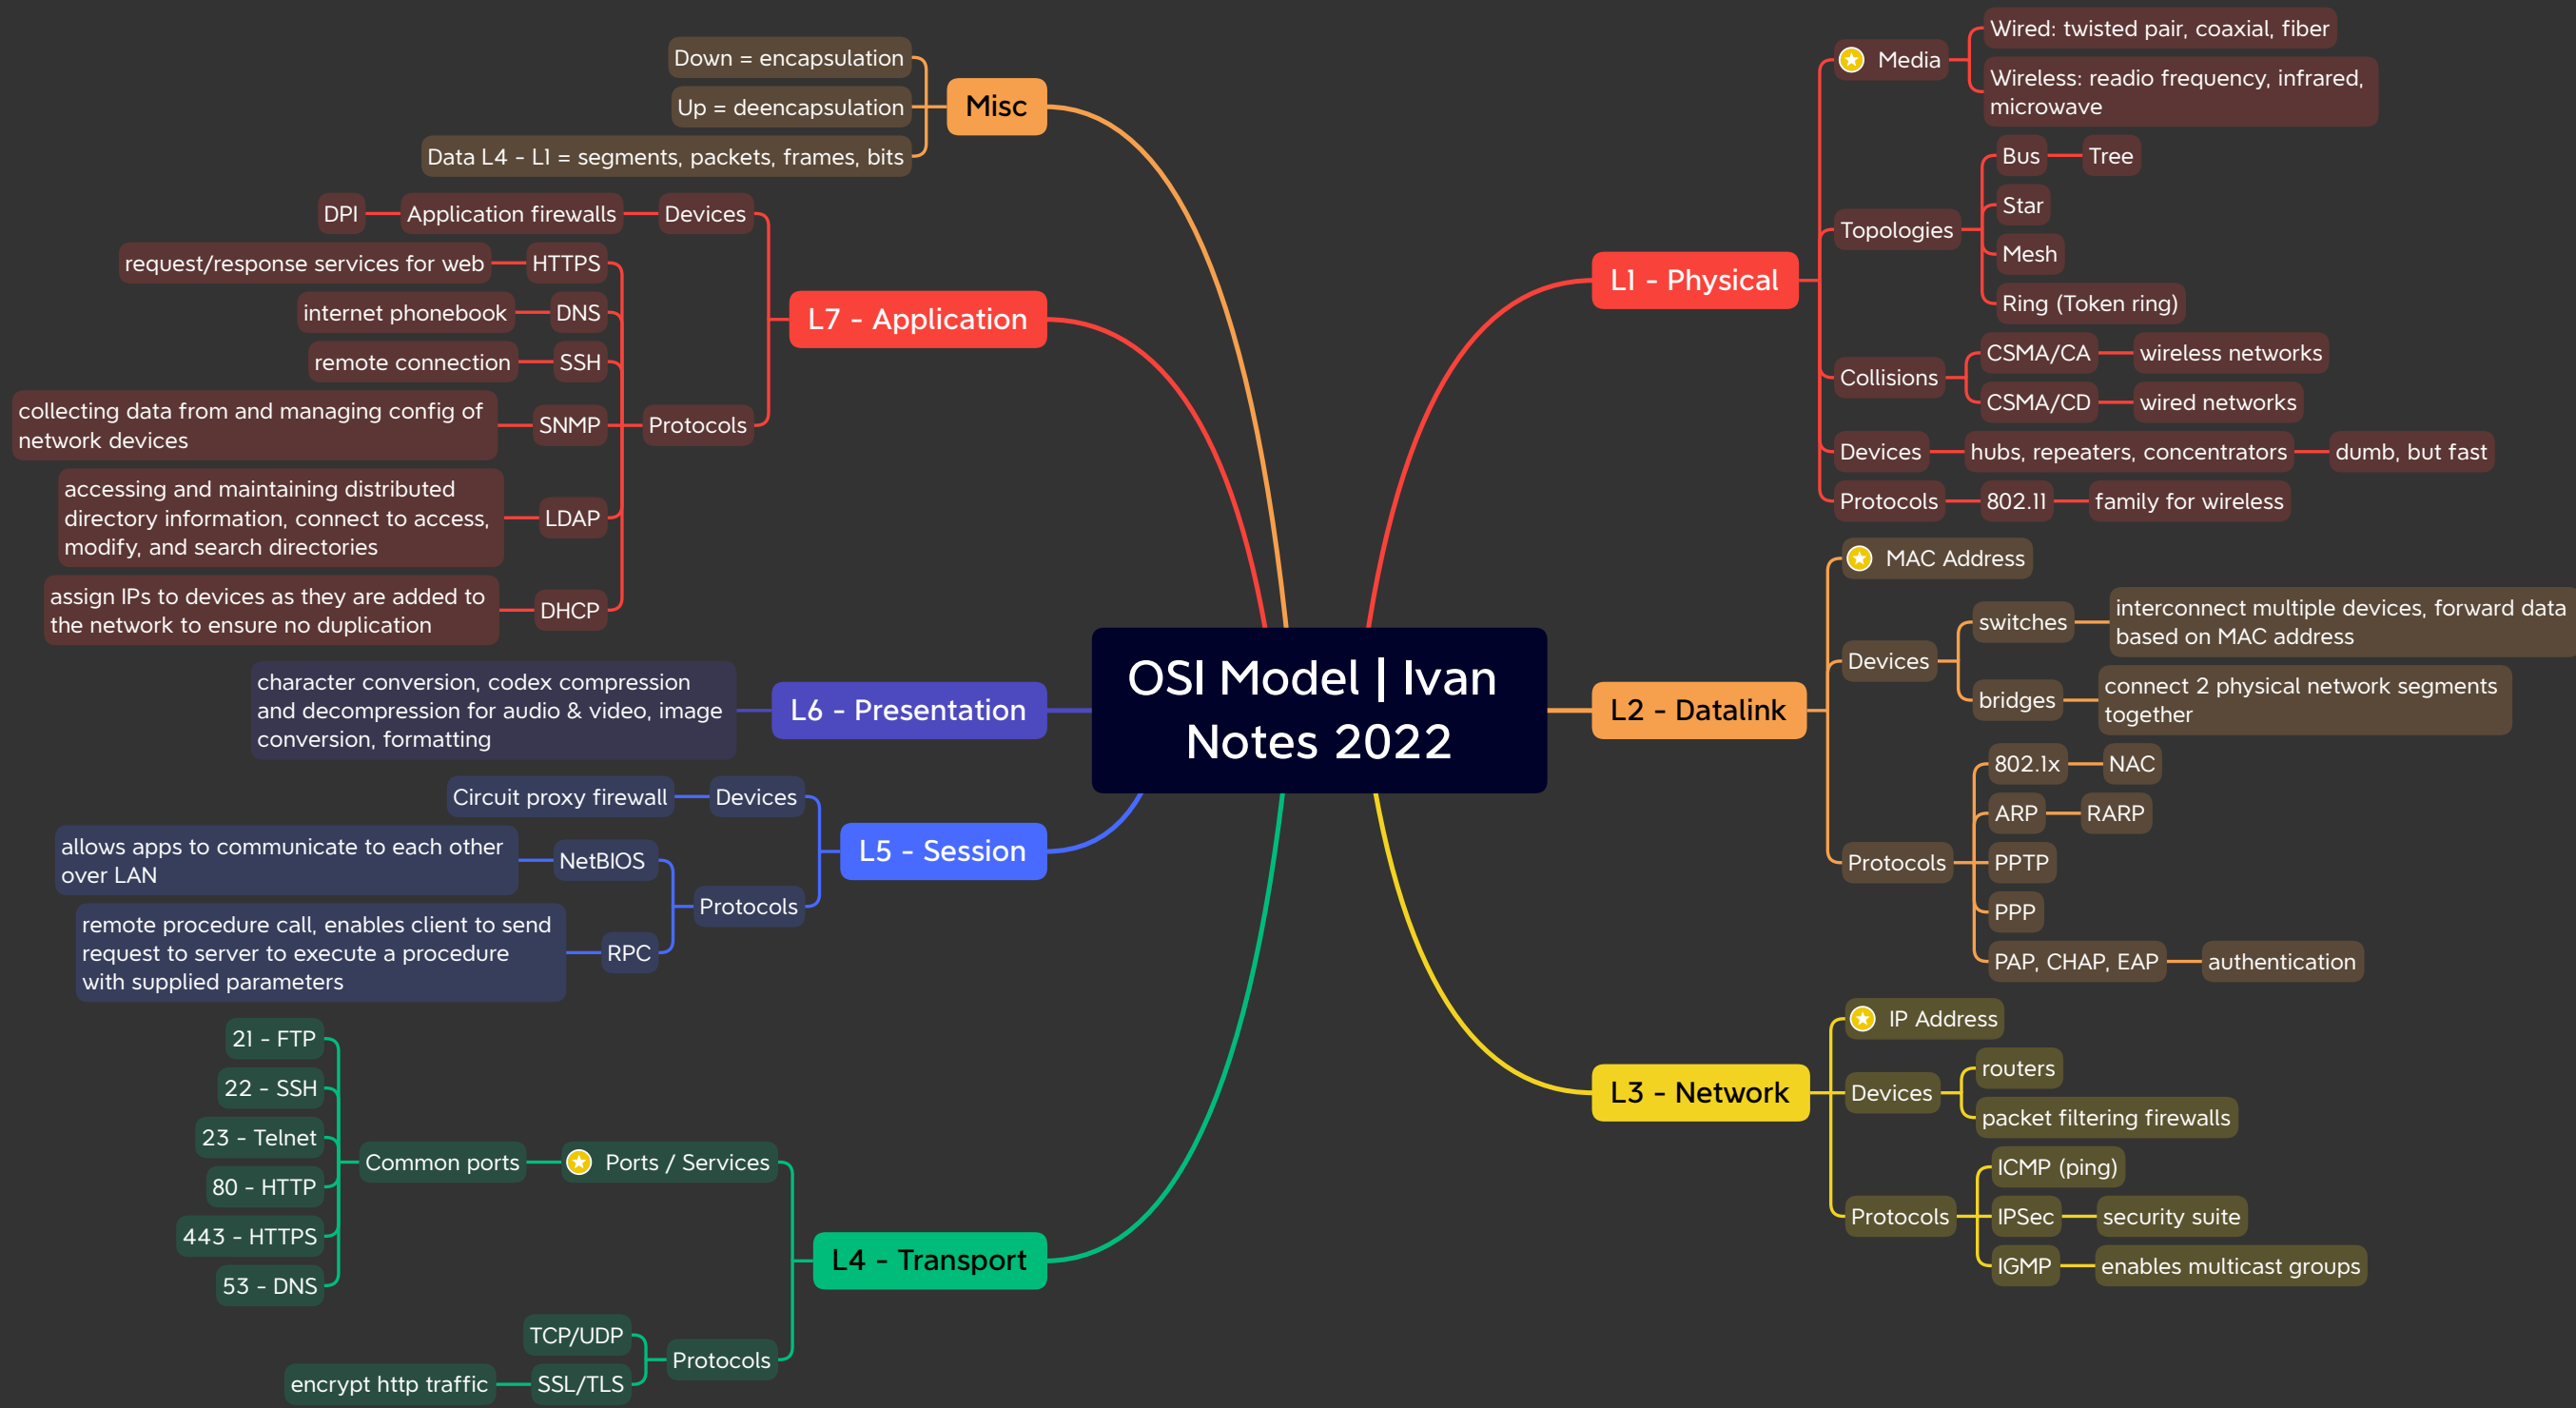 OSI Model | Ivan
Notes 2022
Misc
Down = encapsulation
Up = deencapsulation
Data L4 - L1 = segments, packets, frames, bits
L7 - Application
Devices
Application firewalls
DPI
Protocols
HTTPS
request/response services for web
DNS
internet phonebook
SSH
remote connection
SNMP
collecting data from and managing config of
network devices
LDAP
accessing and maintaining distributed
directory information, connect to access,
modify, and search directories
DHCP
assign IPs to devices as they are added to
the network to ensure no duplication
L6 - Presentation
character conversion, codex compression
and decompression for audio & video, image
conversion, formatting
L5 - Session
Devices
Circuit proxy firewall
Protocols
NetBIOS
allows apps to communicate to each other
over LAN
RPC
remote procedure call, enables client to send
request to server to execute a procedure
with supplied parameters
L4 - Transport
Ports / Services
Common ports
21 - FTP
22 - SSH
23 - Telnet
80 - HTTP
443 - HTTPS
53 - DNS
Protocols
TCP/UDP
SSL/TLS
encrypt http traffic
L1 - Physical
Media
Wired: twisted pair, coaxial, fiber
Wireless: readio frequency, infrared,
microwave
Topologies
Bus
Tree
Star
Mesh
Ring (Token ring)
Collisions
CSMA/CA
wireless networks
CSMA/CD
wired networks
Devices
hubs, repeaters, concentrators
dumb, but fast
Protocols
802.11
family for wireless
L2 - Datalink
MAC Address
Devices
switches
interconnect multiple devices, forward data
based on MAC address
bridges
connect 2 physical network segments
together
Protocols
802.1x
NAC
ARP
RARP
PPTP
PPP
PAP, CHAP, EAP
authentication
L3 - Network
IP Address
Devices
routers
packet filtering firewalls
Protocols
ICMP (ping)
IPSec
security suite
IGMP
enables multicast groups